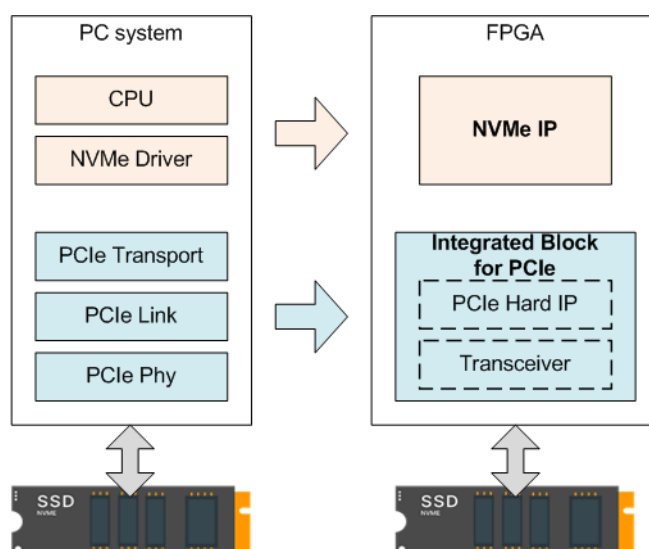 PC system
CPU
NVMe Driver
PCIe Transport
PCIe Link
PCIe Phy
SSD
NVME
FPGA
NVMe IP
Integrated Block
for PCIe
PCIe Hard IP
Transceiver
SSD
NVME